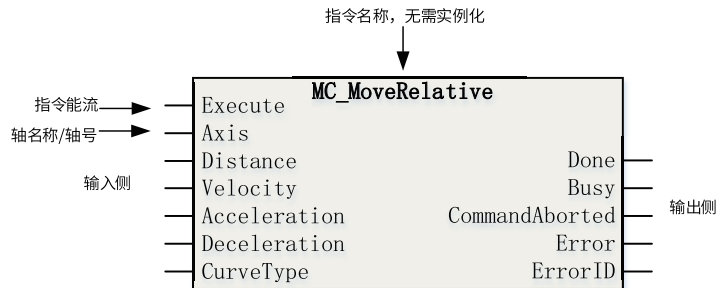 指令名称，无需实例化
MC_MoveRelative
指令能流
Execute
轴名称/轴号
Axis
Distance
Done
输入侧
Velocity
Busy
输出侧
Acceleration
CommandAborted
Deceleration
Error
CurveType
ErrorID